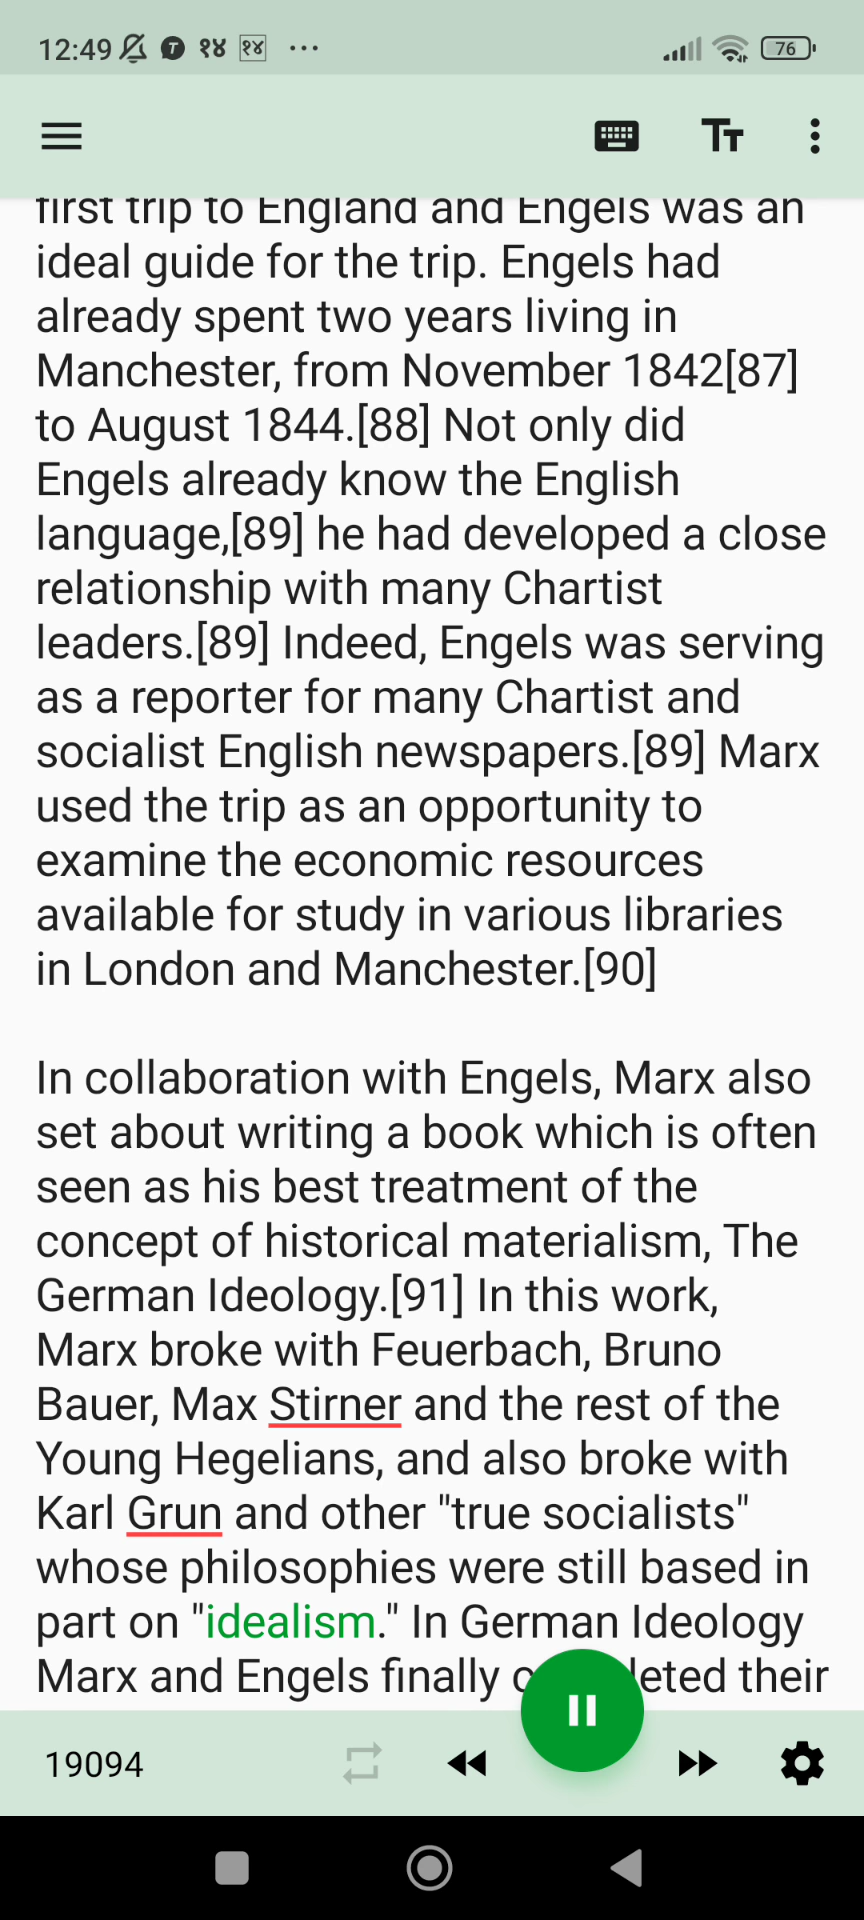 12:49 १४ १४ ... 76
first trip to England and Engels was an
ideal guide for the trip. Engels had
already spent two years living in
Manchester, from November 1842[87]
to August 1844.[88] Not only did
Engels already know the English
language,[89] he had developed a close
relationship with many Chartist
leaders.[89] Indeed, Engels was serving
as a reporter for many Chartist and
socialist English newspapers.[89] Marx
used the trip as an opportunity to
examine the economic resources
available for study in various libraries
in London and Manchester.[90]
In collaboration with Engels, Marx also
set about writing a book which is often
seen as his best treatment of the
concept of historical materialism, The
German Ideology.[91] In this work,
Marx broke with Feuerbach, Bruno
Bauer, Max Stirner and the rest of the
Young Hegelians, and also broke with
Karl Grun and other "true socialists"
whose philosophies were still based in
part on "idealism." In German Ideology
Marx and Engels finally their
19094